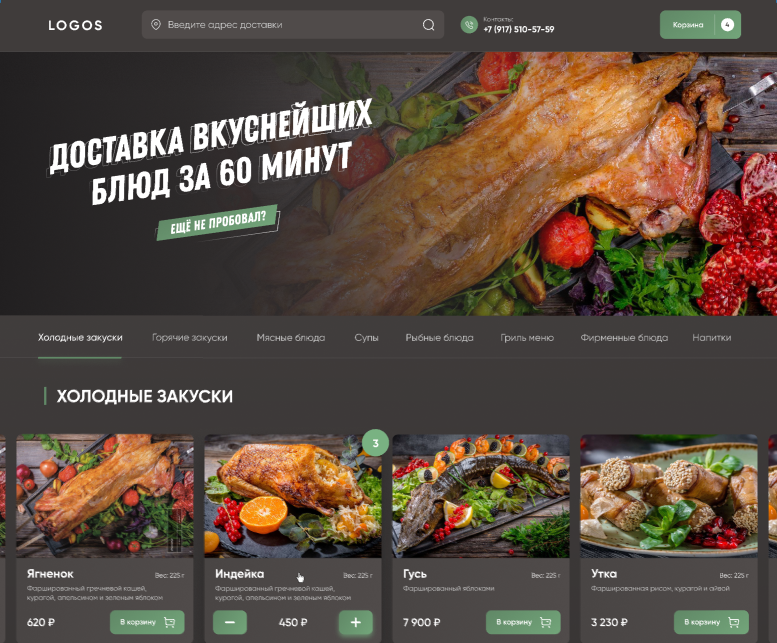 LOGOS
Введите адрес доставки
Контакты:
+7 (917) 510-57-59
Корзина
4
ДОСТАВКА ВКУСНЕЙШИХ
БЛЮД ЗА 60 МИНУТ
ЕЩЁ НЕ ПРОБОВАЛ?
Холодные закуски
Горячие закуски
Мясные блюда
Супы
Рыбные блюда
Гриль меню
Фирменные блюда
Напитки
ХОЛОДНЫЕ ЗАКУСКИ
3
Ягненок
Вес: 225 г
Фаршированный гречневой кашей,
курагой, апельсином и зеленым яблоком
620 ₽
В корзину
Индейка
Вес: 225 г
Фаршированный гречневой кашей,
курагой, апельсином и зеленым яблоком
450 ₽
Гусь
Вес: 225 г
Фаршированный яблоками
7 900 ₽
В корзину
Утка
Вес: 225 г
Фаршированная рисом, курагой и айвой
3 230 ₽
В корзину